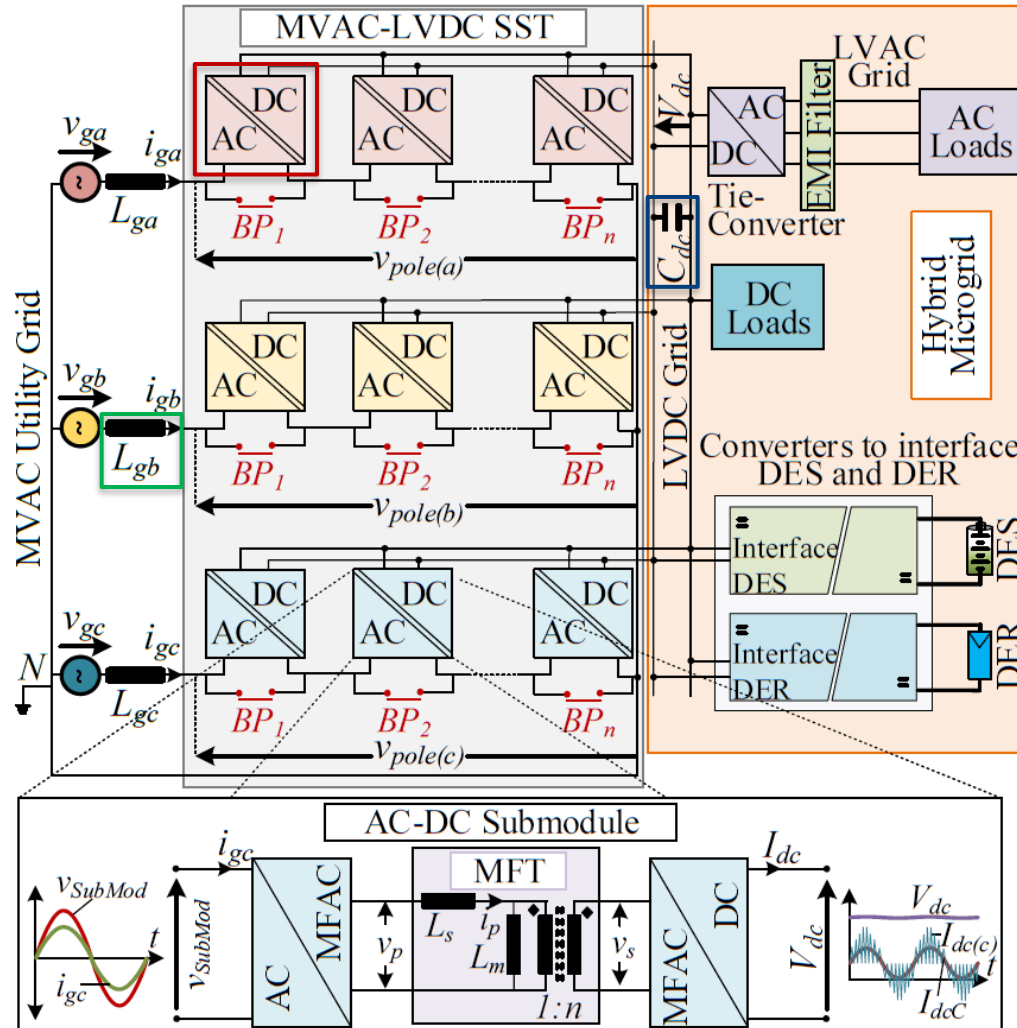 MVAC-LVDC SST
LVAC
Grid
DC
AC
DC
AC
DC
AC
V_dc
AC
DC
EMI Filter
AC
Loads
Tie-
Converter
v_ga
i_ga
~
L_ga
BP_1
BP_2
BP_n
v_pole(a)
C_dc
DC
Loads
Hybrid
Microgrid
MVAC Utility Grid
LVDC Grid
DC
AC
DC
AC
DC
AC
v_gb
i_gb
~
L_gb
BP_1
BP_2
BP_n
v_pole(b)
Converters to interface
DES and DER
Interface
DES
=
=
DES
DC
AC
DC
AC
DC
AC
v_gc
i_gc
N
~
L_gc
BP_1
BP_2
BP_n
v_pole(c)
Interface
DER
=
=
DER
AC-DC Submodule
v_SubMod
t
i_gc
v_SubMod
i_gc
AC
MFAC
v_p
MFT
L_s
i_p
L_m
1:n
v_s
MFAC
DC
I_dc
V_dc
V_dc
I_dc(c)
t
I_dcC